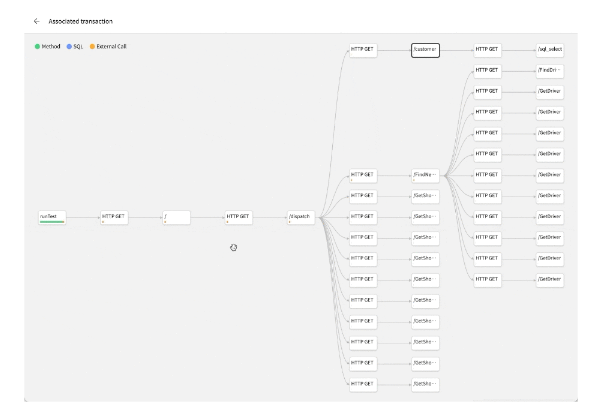 Associated transaction
Method SQL External Call
HTTP GET /customer HTTP GET /sql_select
HTTP GET /FindDri···
HTTP GET /GetDriver
HTTP GET /GetDriver
HTTP GET /GetDriver
HTTP GET /GetDriver
HTTP GET /FindNe··· HTTP GET /GetDriver
HTTP GET /GetSho··· HTTP GET /GetDriver
runTest HTTP GET / HTTP GET /dispatch HTTP GET /GetSho··· HTTP GET /GetDriver
HTTP GET /GetSho··· HTTP GET /GetDriver
HTTP GET /GetSho··· HTTP GET /GetDriver
HTTP GET /GetSho··· HTTP GET /GetDriver
HTTP GET /GetSho···
HTTP GET /GetSho···
HTTP GET /GetSho···
HTTP GET /GetSho···
HTTP GET /GetSho···